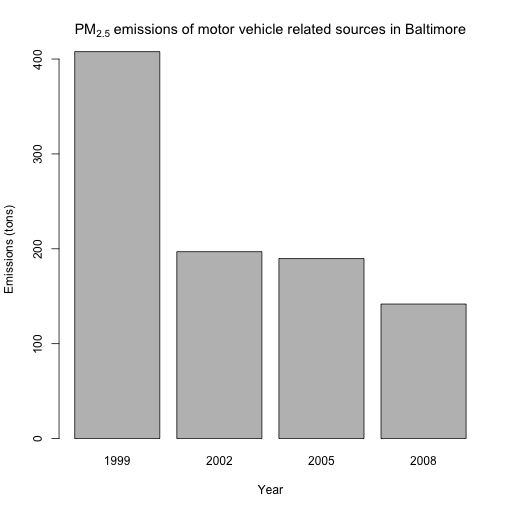 PM2.5 emissions of motor vehicle related sources in Baltimore
Emissions (tons)
400
300
200
100
0
1999 2002 2005 2008
Year